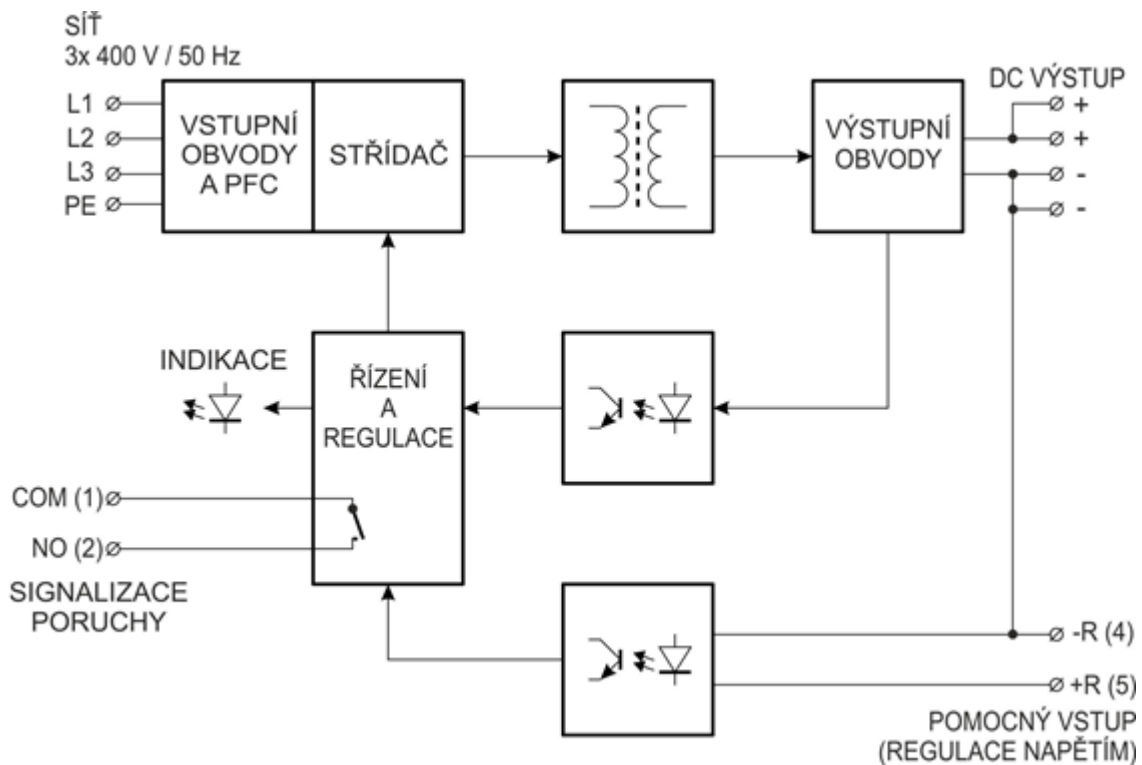 SÍŤ
3x 400 V / 50 Hz
L1
L2
L3
PE
VSTUPNÍ
OBVODY
A PFC
STŘÍDAČ
VÝSTUPNÍ
OBVODY
DC VÝSTUP
+
+
-
-
INDIKACE
ŘÍZENÍ
A
REGULACE
COM (1)
NO (2)
SIGNALIZACE
PORUCHY
-R (4)
+R (5)
POMOCNÝ VSTUP
(REGULACE NAPĚTÍM)